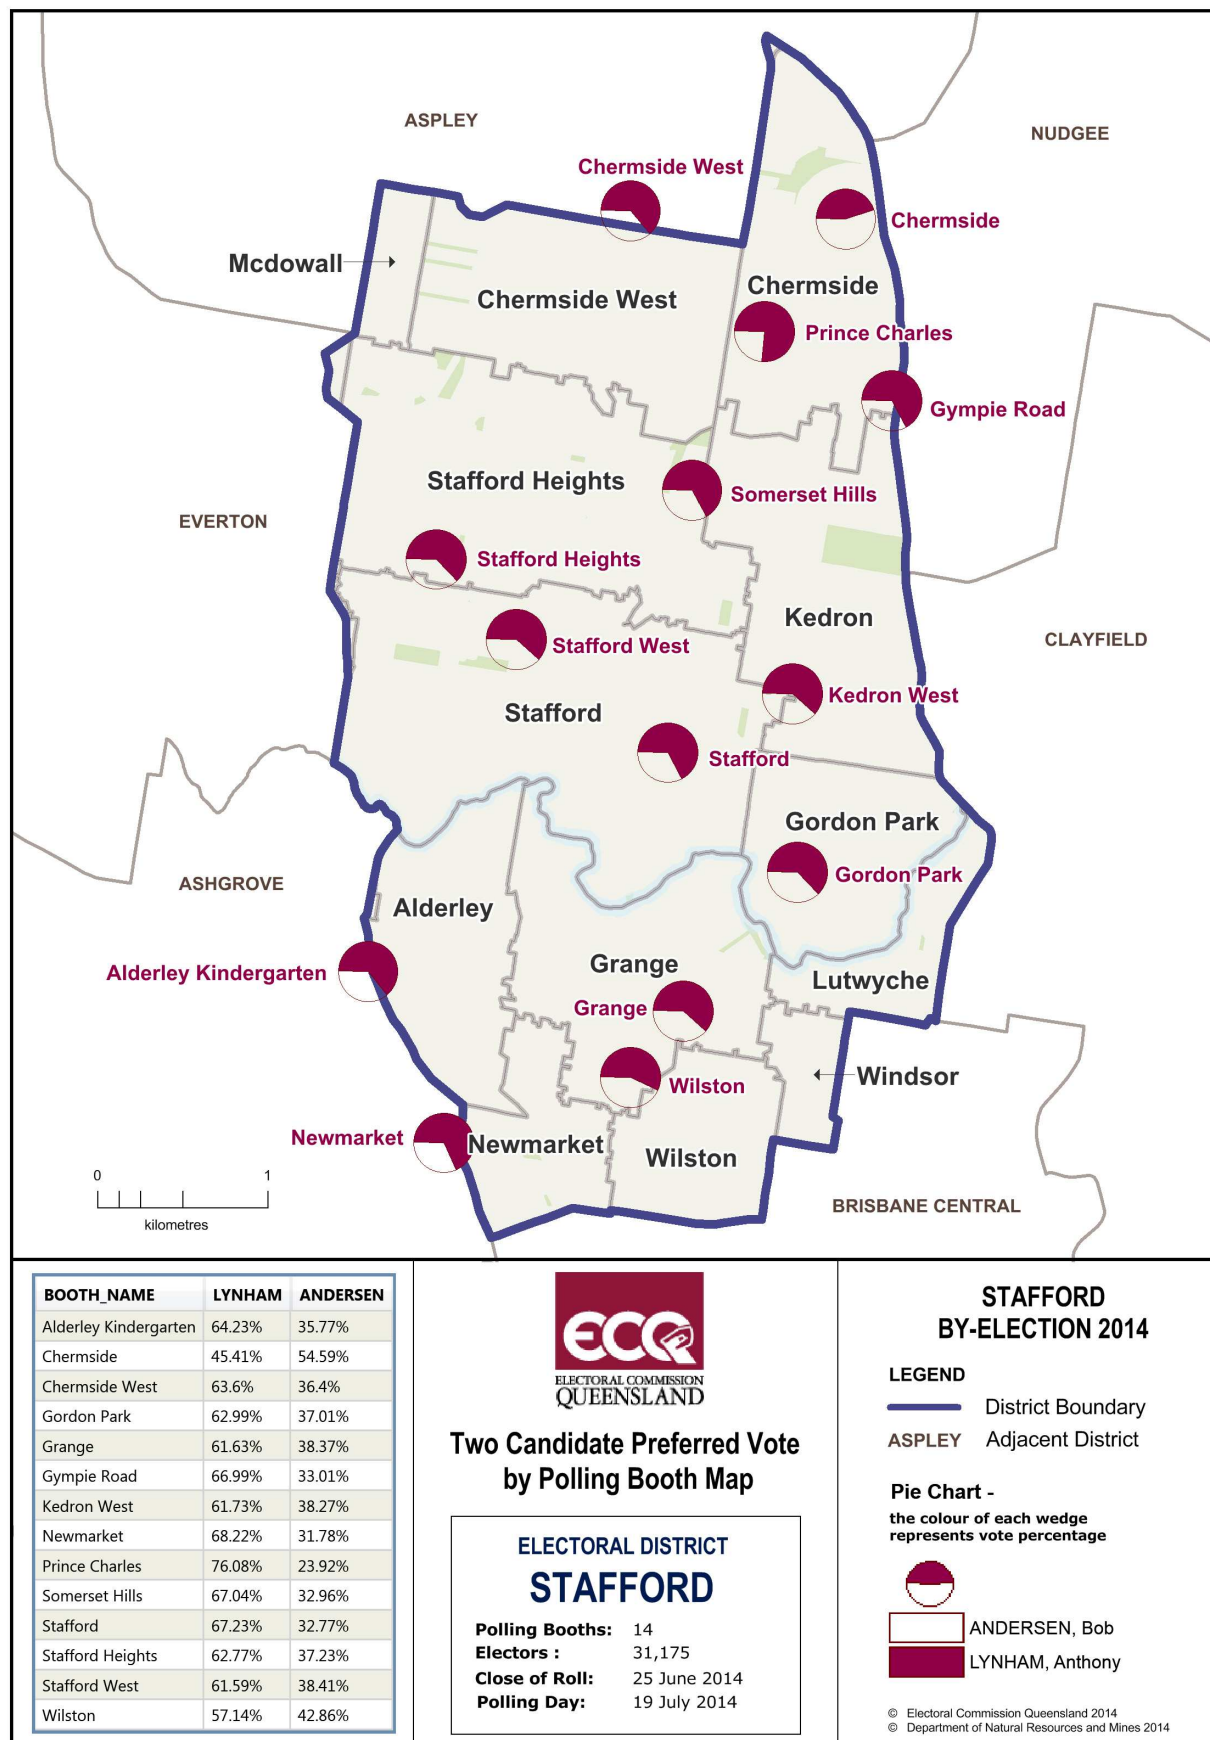 ASPLEY
NUDGEE
Chermside West
Chermside
Mcdowall
Chermside West
Chermside
Prince Charles
Gympie Road
Stafford Heights
Somerset Hills
EVERTON
Stafford Heights
Kedron
Stafford West
CLAYFIELD
Kedron West
Stafford
Stafford
Gordon Park
Gordon Park
ASHGROVE
Alderley
Grange
Alderley Kindergarten
Lutwyche
Grange
Windsor
Wilston
Newmarket
Newmarket
Wilston
BRISBANE CENTRAL
0 1
kilometres
BOOTH_NAME LYNHAM ANDERSEN
Alderley Kindergarten 64.23% 35.77%
Chermside 45.41% 54.59%
Chermside West 63.6% 36.4%
Gordon Park 62.99% 37.01%
Grange 61.63% 38.37%
Gympie Road 66.99% 33.01%
Kedron West 61.73% 38.27%
Newmarket 68.22% 31.78%
Prince Charles 76.08% 23.92%
Somerset Hills 67.04% 32.96%
Stafford 67.23% 32.77%
Stafford Heights 62.77% 37.23%
Stafford West 61.59% 38.41%
Wilston 57.14% 42.86%
ECQ
ELECTORAL COMMISSION
QUEENSLAND
Two Candidate Preferred Vote
by Polling Booth Map
ELECTORAL DISTRICT
STAFFORD
Polling Booths: 14
Electors : 31,175
Close of Roll: 25 June 2014
Polling Day: 19 July 2014
STAFFORD
BY-ELECTION 2014
LEGEND
District Boundary
ASPLEY Adjacent District
Pie Chart -
the colour of each wedge
represents vote percentage
ANDERSEN, Bob
LYNHAM, Anthony
© Electoral Commission Queensland 2014
© Department of Natural Resources and Mines 2014